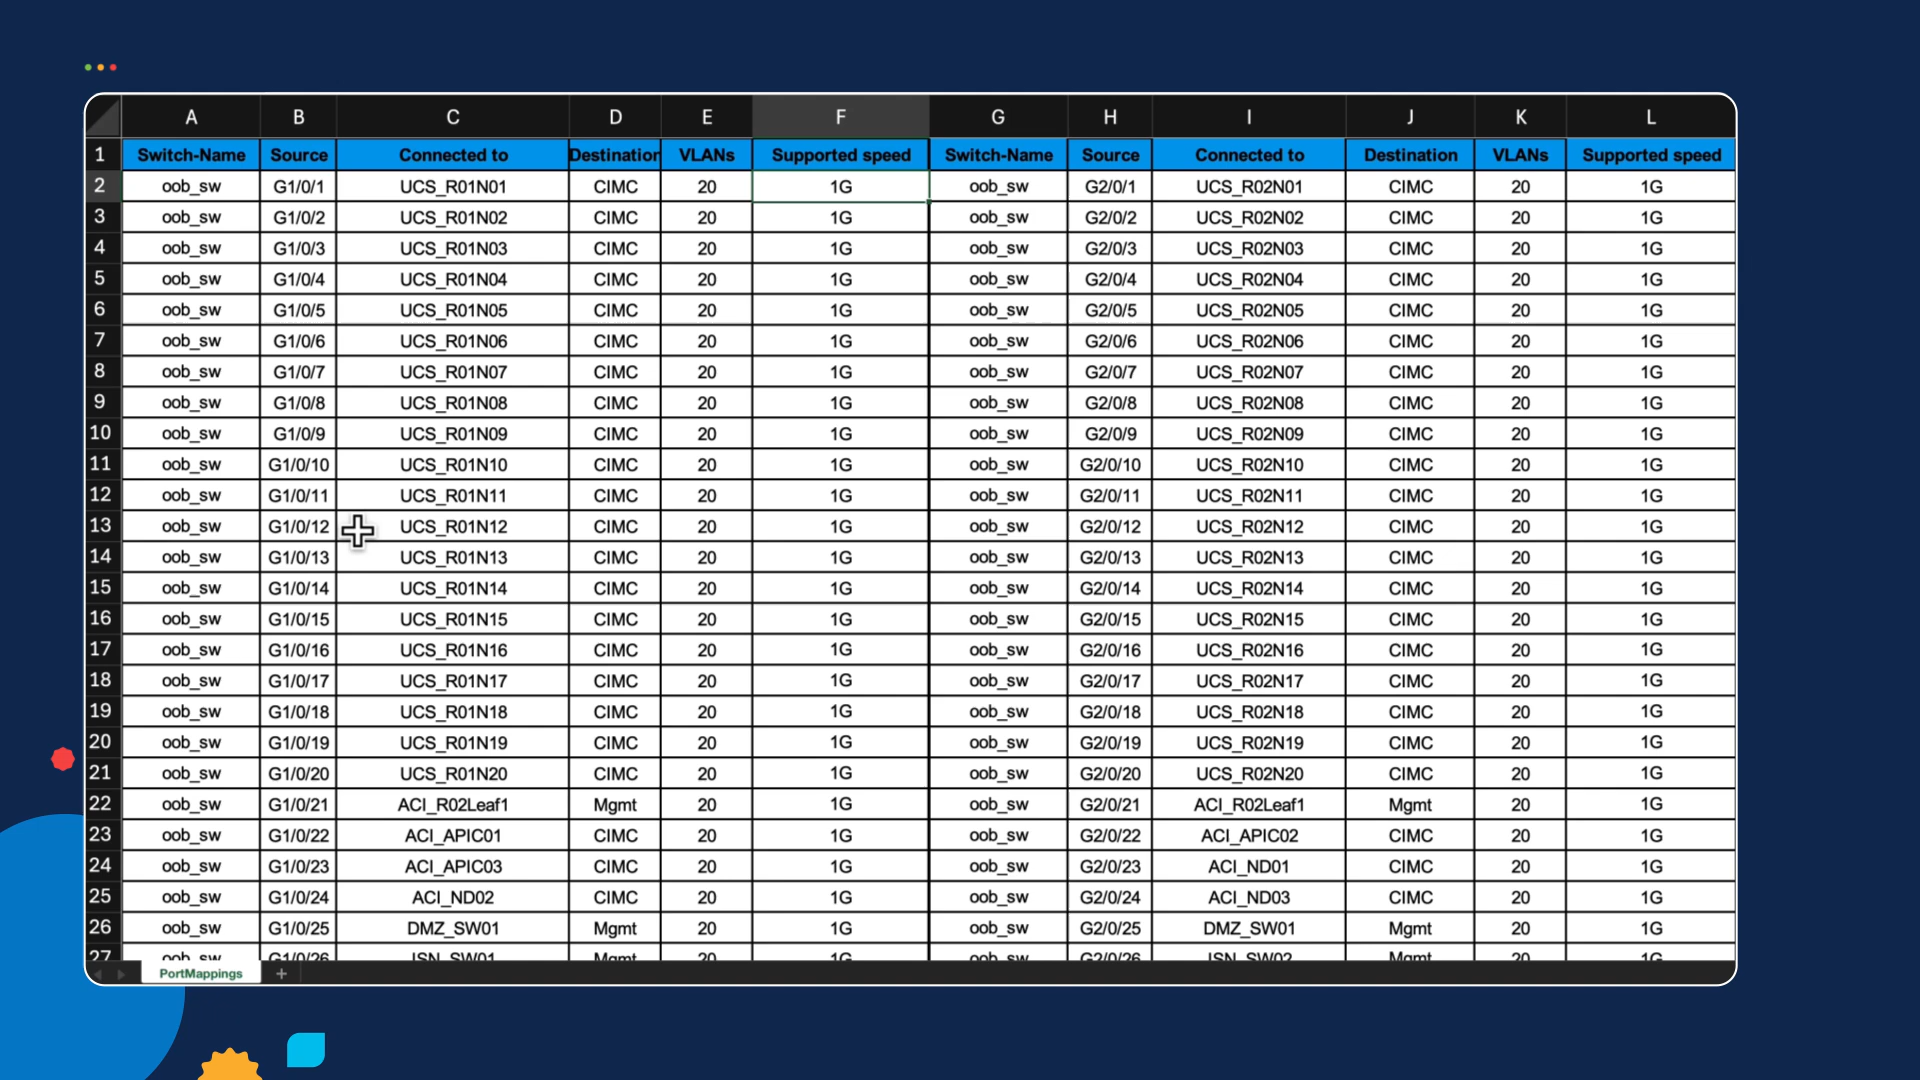 A B C D E F G H I J K L
1 Switch-Name Source Connected to Destination VLANs Supported speed Switch-Name Source Connected to Destination VLANs Supported speed
2 oob_sw G1/0/1 UCS_R01N01 CIMC 20 1G oob_sw G2/0/1 UCS_R02N01 CIMC 20 1G
3 oob_sw G1/0/2 UCS_R01N02 CIMC 20 1G oob_sw G2/0/2 UCS_R02N02 CIMC 20 1G
4 oob_sw G1/0/3 UCS_R01N03 CIMC 20 1G oob_sw G2/0/3 UCS_R02N03 CIMC 20 1G
5 oob_sw G1/0/4 UCS_R01N04 CIMC 20 1G oob_sw G2/0/4 UCS_R02N04 CIMC 20 1G
6 oob_sw G1/0/5 UCS_R01N05 CIMC 20 1G oob_sw G2/0/5 UCS_R02N05 CIMC 20 1G
7 oob_sw G1/0/6 UCS_R01N06 CIMC 20 1G oob_sw G2/0/6 UCS_R02N06 CIMC 20 1G
8 oob_sw G1/0/7 UCS_R01N07 CIMC 20 1G oob_sw G2/0/7 UCS_R02N07 CIMC 20 1G
9 oob_sw G1/0/8 UCS_R01N08 CIMC 20 1G oob_sw G2/0/8 UCS_R02N08 CIMC 20 1G
10 oob_sw G1/0/9 UCS_R01N09 CIMC 20 1G oob_sw G2/0/9 UCS_R02N09 CIMC 20 1G
11 oob_sw G1/0/10 UCS_R01N10 CIMC 20 1G oob_sw G2/0/10 UCS_R02N10 CIMC 20 1G
12 oob_sw G1/0/11 UCS_R01N11 CIMC 20 1G oob_sw G2/0/11 UCS_R02N11 CIMC 20 1G
13 oob_sw G1/0/12 UCS_R01N12 CIMC 20 1G oob_sw G2/0/12 UCS_R02N12 CIMC 20 1G
14 oob_sw G1/0/13 UCS_R01N13 CIMC 20 1G oob_sw G2/0/13 UCS_R02N13 CIMC 20 1G
15 oob_sw G1/0/14 UCS_R01N14 CIMC 20 1G oob_sw G2/0/14 UCS_R02N14 CIMC 20 1G
16 oob_sw G1/0/15 UCS_R01N15 CIMC 20 1G oob_sw G2/0/15 UCS_R02N15 CIMC 20 1G
17 oob_sw G1/0/16 UCS_R01N16 CIMC 20 1G oob_sw G2/0/16 UCS_R02N16 CIMC 20 1G
18 oob_sw G1/0/17 UCS_R01N17 CIMC 20 1G oob_sw G2/0/17 UCS_R02N17 CIMC 20 1G
19 oob_sw G1/0/18 UCS_R01N18 CIMC 20 1G oob_sw G2/0/18 UCS_R02N18 CIMC 20 1G
20 oob_sw G1/0/19 UCS_R01N19 CIMC 20 1G oob_sw G2/0/19 UCS_R02N19 CIMC 20 1G
21 oob_sw G1/0/20 UCS_R01N20 CIMC 20 1G oob_sw G2/0/20 UCS_R02N20 CIMC 20 1G
22 oob_sw G1/0/21 ACI_R02Leaf1 Mgmt 20 1G oob_sw G2/0/21 ACI_R02Leaf1 Mgmt 20 1G
23 oob_sw G1/0/22 ACI_APIC01 CIMC 20 1G oob_sw G2/0/22 ACI_APIC02 CIMC 20 1G
24 oob_sw G1/0/23 ACI_APIC03 CIMC 20 1G oob_sw G2/0/23 ACI_ND01 CIMC 20 1G
25 oob_sw G1/0/24 ACI_ND02 CIMC 20 1G oob_sw G2/0/24 ACI_ND03 CIMC 20 1G
26 oob_sw G1/0/25 DMZ_SW01 Mgmt 20 1G oob_sw G2/0/25 DMZ_SW01 Mgmt 20 1G
27 oob_sw G1/0/26 ISN_SW01 Mgmt 20 1G oob_sw G2/0/26 ISN_SW02 Mgmt 20 1G
PortMappings +